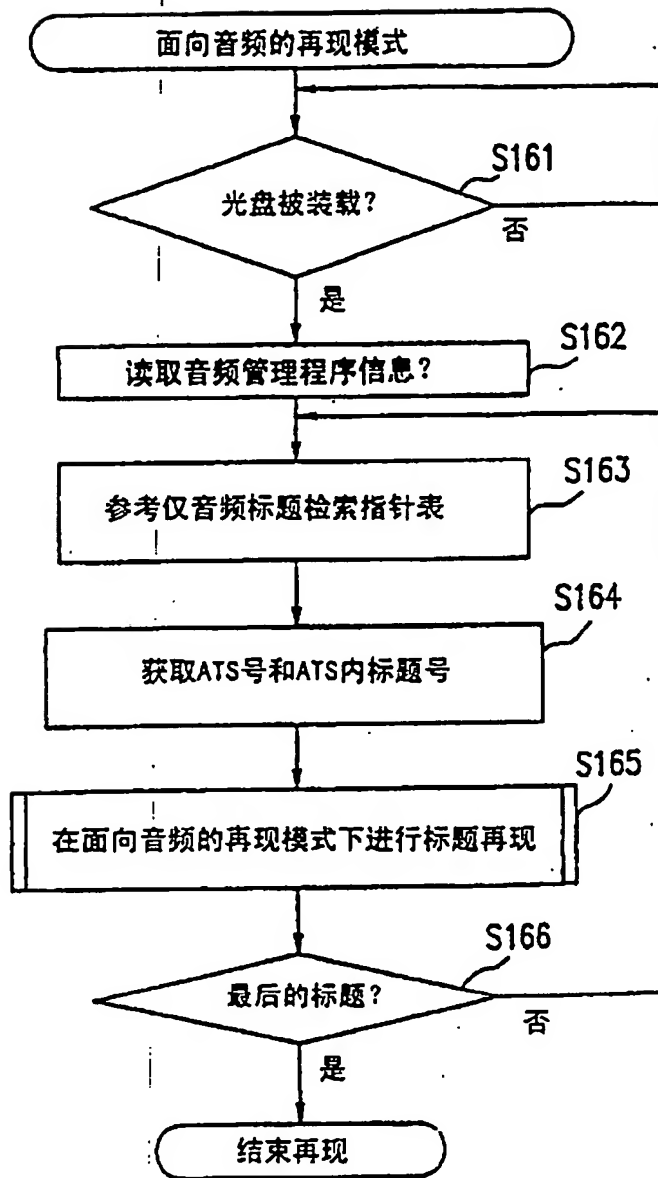 面向音频的再现模式
S161
光盘被装载?
否
是
S162
读取音频管理程序信息?
S163
参考仅音频标题检索指针表
S164
获取ATS号和ATS内标题号
S165
在面向音频的再现模式下进行标题再现
S166
最后的标题?
否
是
结束再现